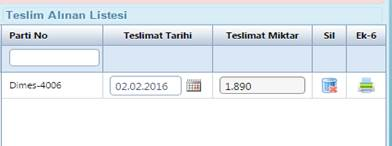 Teslim Alınan Listesi
Parti No Teslimat Tarihi Teslimat Miktar Sil Ek-6
Dimes-4006 02.02.2016 1.890